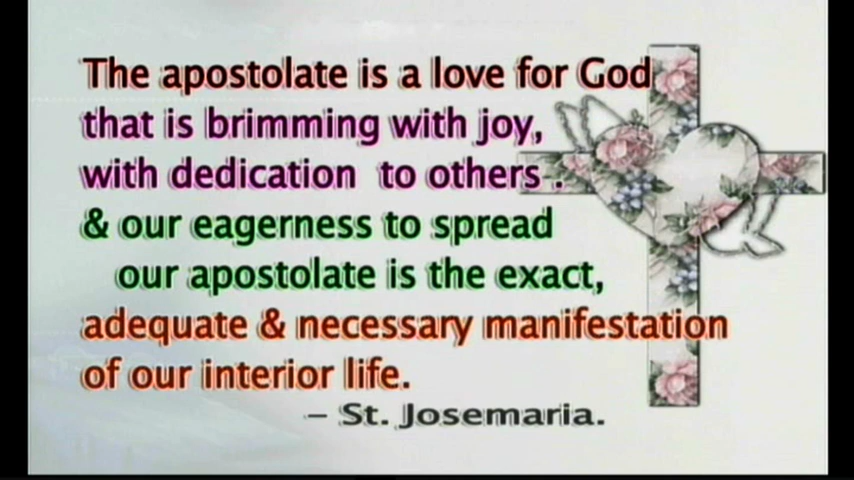 The apostolate is a love for God
that is brimming with joy,
with dedication to others .
& our eagerness to spread
our apostolate is the exact,
adequate & necessary manifestation
of our interior life.
– St. Josemaria.